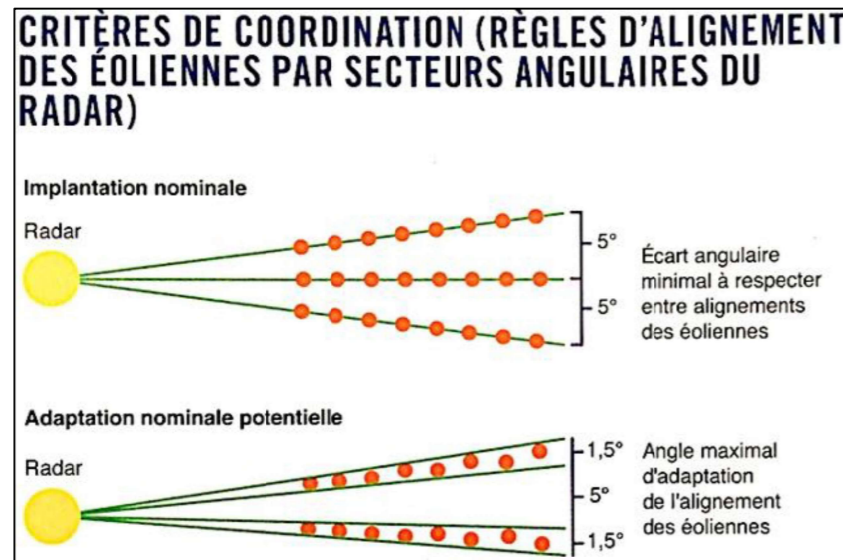 CRITÈRES DE COORDINATION (RÈGLES D'ALIGNEMENT
DES ÉOLIENNES PAR SECTEURS ANGULAIRES DU
RADAR)
Implantation nominale
Radar
5°
5°
Écart angulaire
minimal à respecter
entre alignements
des éoliennes
Adaptation nominale potentielle
Radar
1,5°
5°
1,5°
Angle maximal
d'adaptation
de l'alignement
des éoliennes